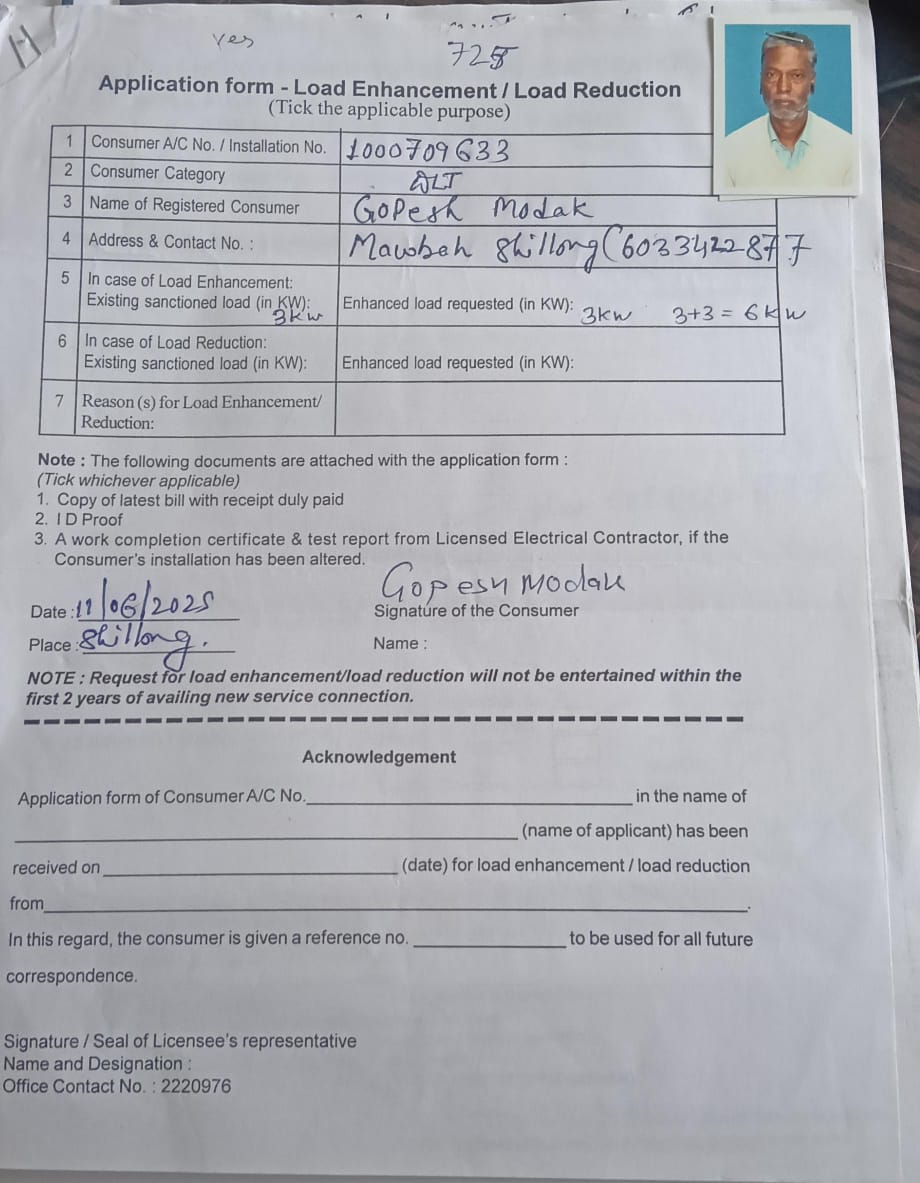 H
yes
725
Application form - Load Enhancement / Load Reduction
(Tick the applicable purpose)
1 Consumer A/C No. / Installation No. 1000709633
2 Consumer Category DLT
3 Name of Registered Consumer Gopesh Modak
4 Address & Contact No. : Mawbah Shillong (6033422877
5 In case of Load Enhancement:
Existing sanctioned load (in KW): 3kw Enhanced load requested (in KW): 3kw 3+3 = 6kw
6 In case of Load Reduction:
Existing sanctioned load (in KW): Enhanced load requested (in KW):
7 Reason (s) for Load Enhancement/
Reduction:
Note : The following documents are attached with the application form :
(Tick whichever applicable)
1. Copy of latest bill with receipt duly paid
2. I D Proof
3. A work completion certificate & test report from Licensed Electrical Contractor, if the
Consumer's installation has been altered.
Gopesh Modak
Date : 11/06/2025 Signature of the Consumer
Place : Shillong. Name :
NOTE : Request for load enhancement/load reduction will not be entertained within the
first 2 years of availing new service connection.
Acknowledgement
Application form of Consumer A/C No. in the name of
(name of applicant) has been
received on (date) for load enhancement / load reduction
from .
In this regard, the consumer is given a reference no. to be used for all future
correspondence.
Signature / Seal of Licensee's representative
Name and Designation :
Office Contact No. : 2220976